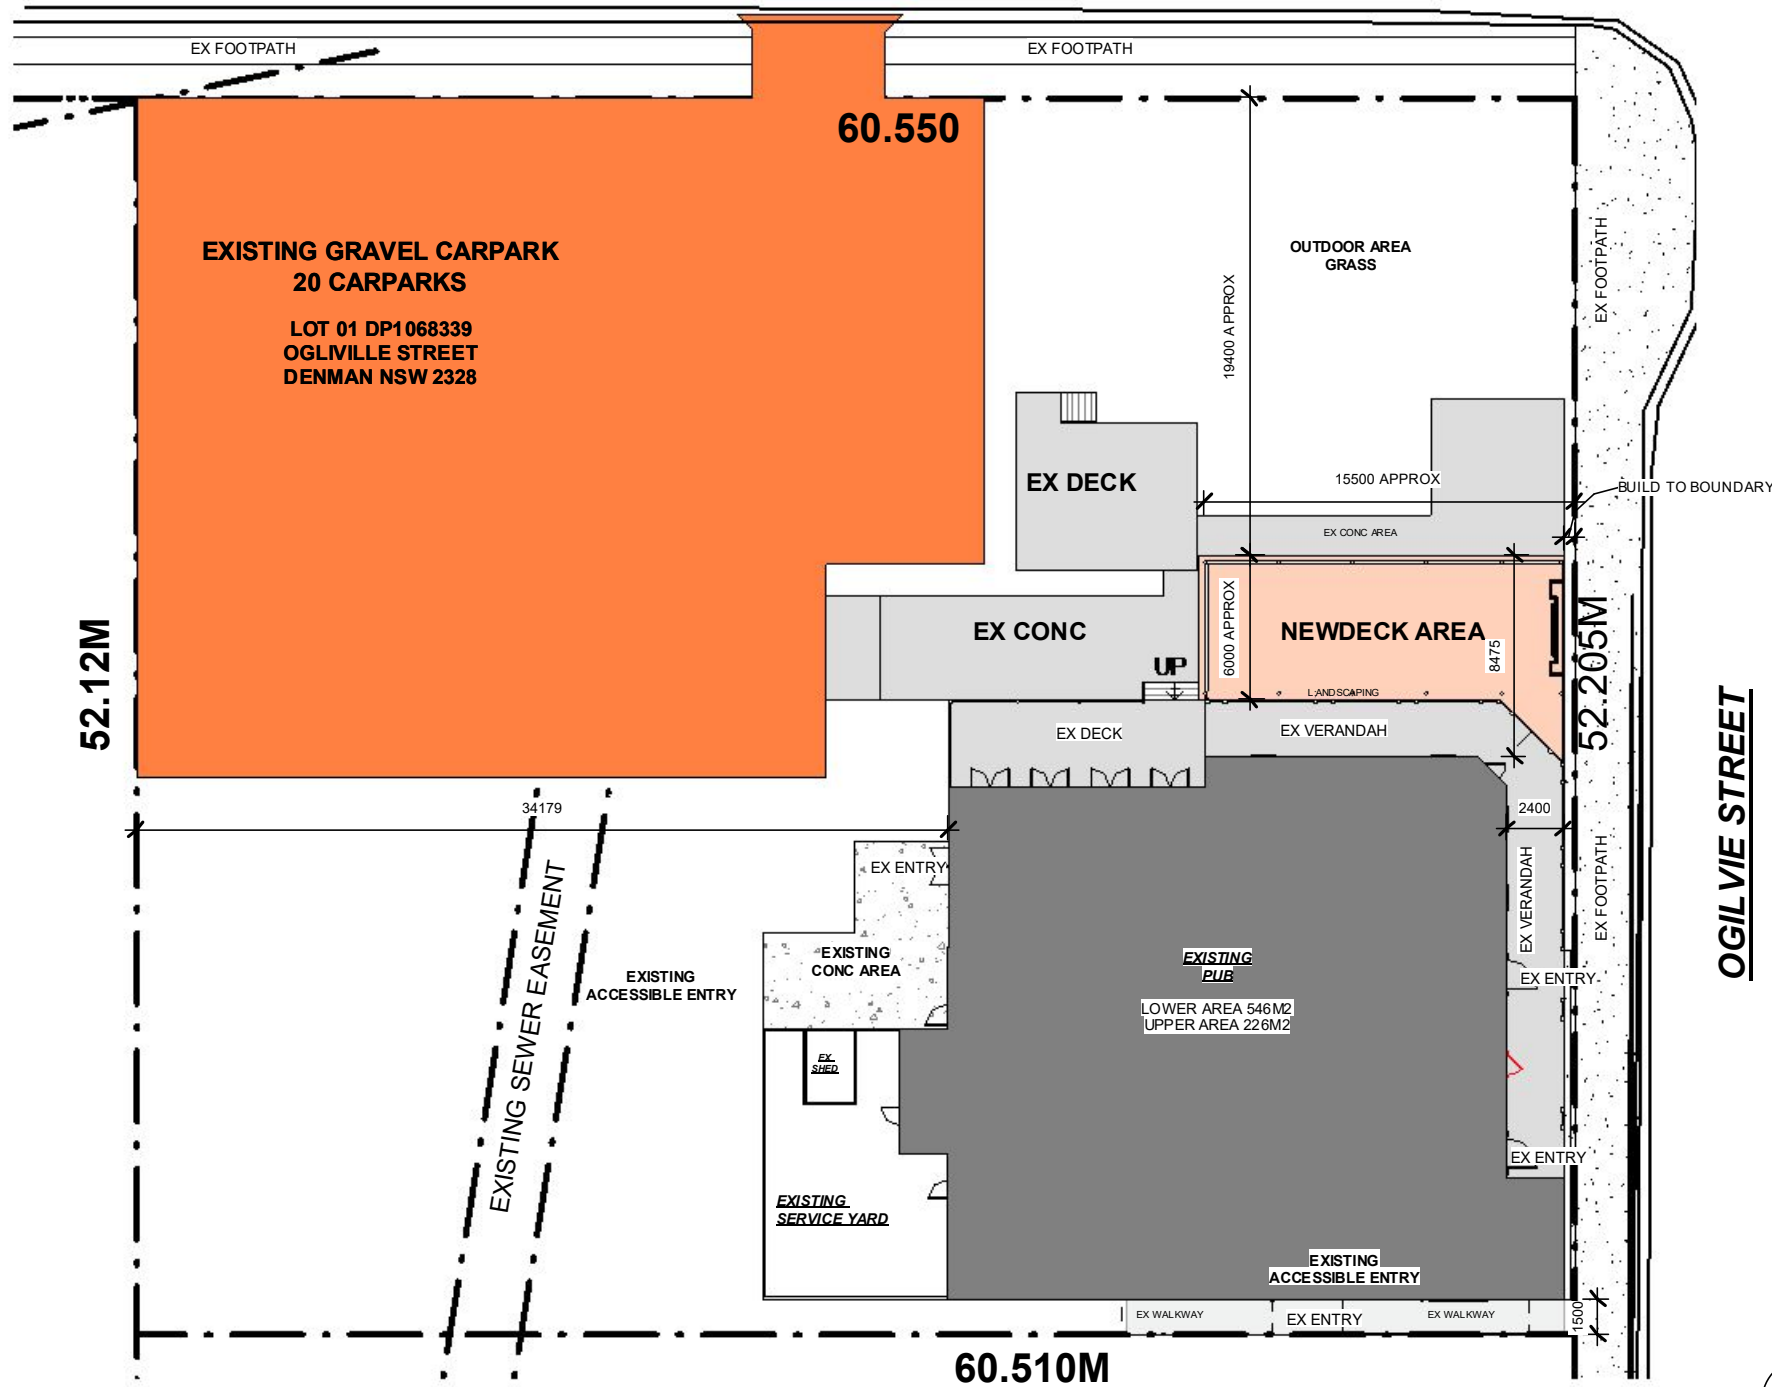 EX FOOTPATH
EX FOOTPATH
60.550
EXISTING GRAVEL CARPARK
20 CARPARKS
LOT 01 DP1068339
OGLIVILLE STREET
DENMAN NSW 2328
OUTDOOR AREA
GRASS
EX FOOTPATH
19400 APPROX
EX DECK
15500 APPROX
BUILD TO BOUNDARY
EX CONC AREA
EX CONC
UP
6000 APPROX
NEWDECK AREA
8475
LANDSCAPING
52.12M
52.205M
OGILVIE STREET
EX DECK
EX VERANDAH
34179
2400
EX ENTRY
EX VERANDAH
EX FOOTPATH
EXISTING SEWER EASEMENT
EXISTING
ACCESSIBLE ENTRY
EXISTING
CONC AREA
EXISTING
PUB
LOWER AREA 546M2
UPPER AREA 226M2
EX ENTRY
EX
SHED
EX ENTRY
EXISTING
SERVICE YARD
EXISTING
ACCESSIBLE ENTRY
EX WALKWAY
EX ENTRY
EX WALKWAY
1500
60.510M